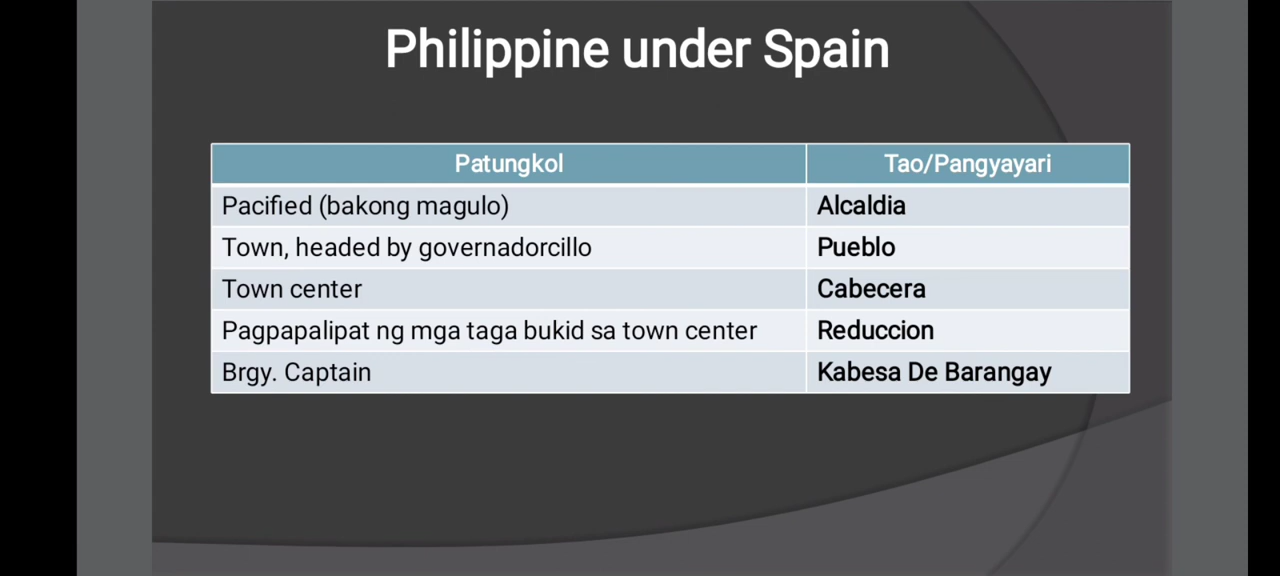 Philippine under Spain
Patungkol Tao/Pangyayari
Pacified (bakong magulo) Alcaldia
Town, headed by governadorcillo Pueblo
Town center Cabecera
Pagpapalipat ng mga taga bukid sa town center Reduccion
Brgy. Captain Kabesa De Barangay